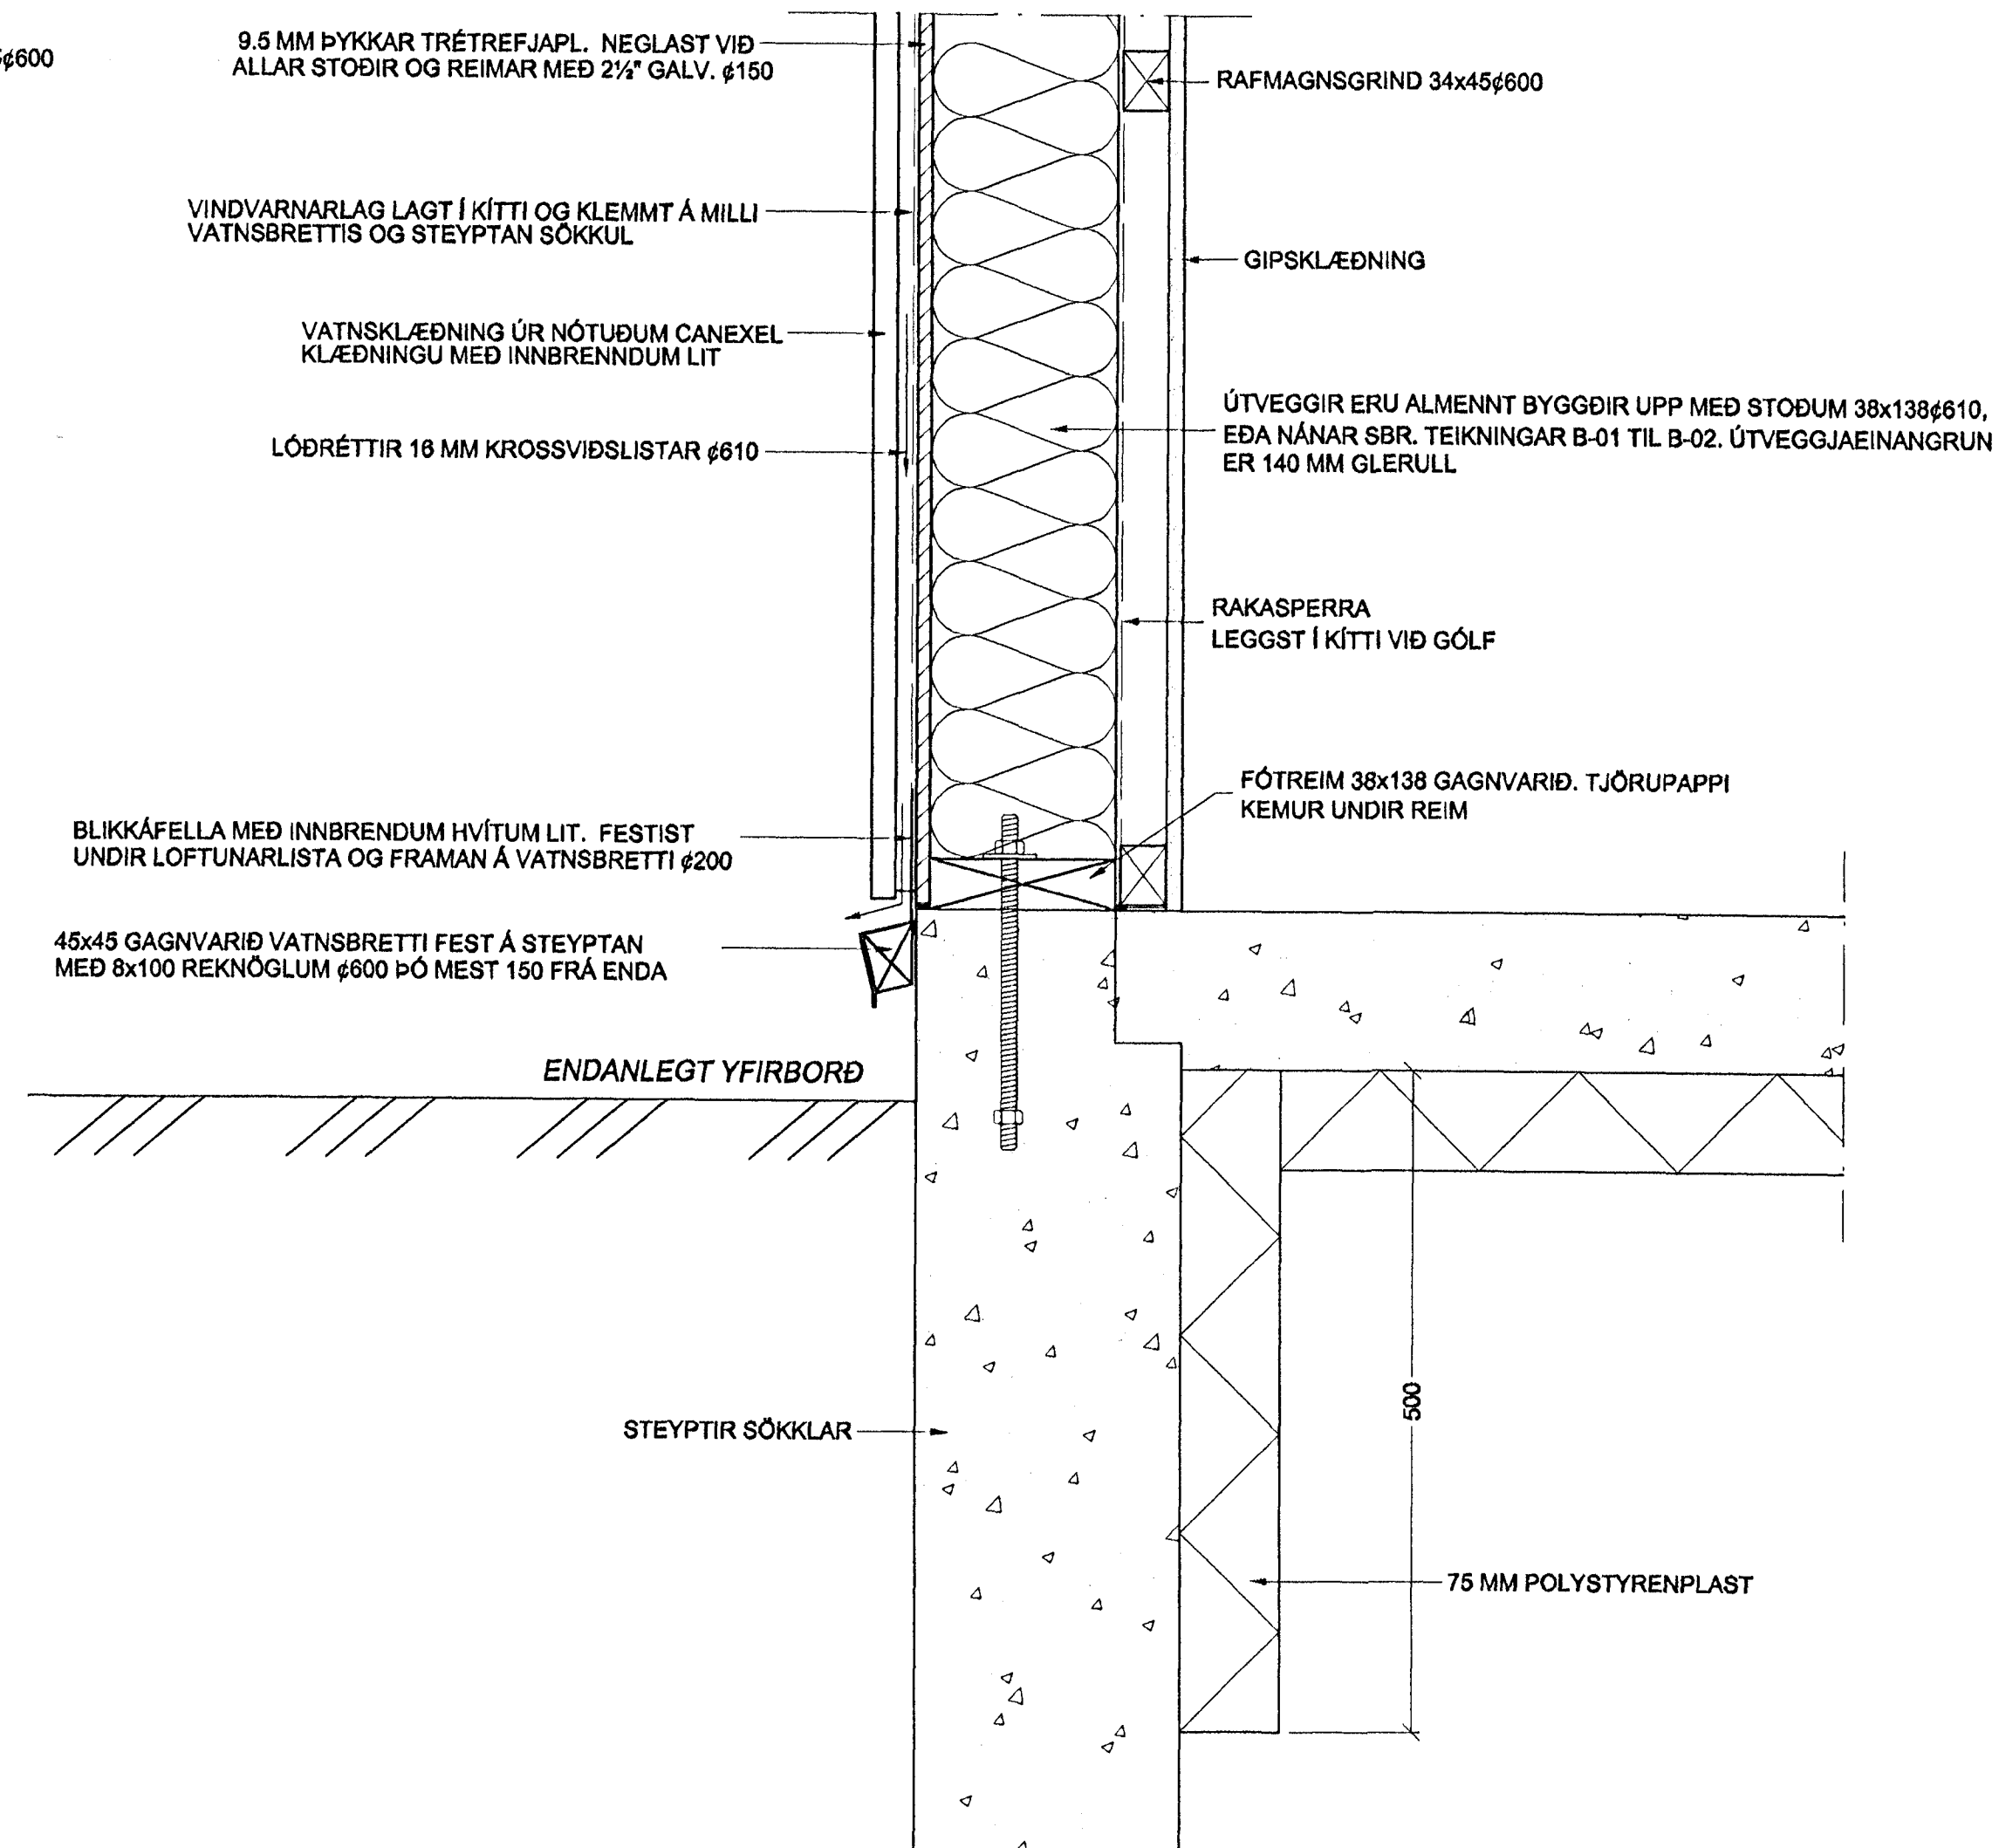 ¢600
9.5 MM ÞYKKAR TRÉTREFJAPL. NEGLAST VIÐ
ALLAR STOÐIR OG REIMAR MEÐ 2½" GALV. ¢150
RAFMAGNSGRIND 34x45¢600
VINDVARNARLAG LAGT Í KÍTTI OG KLEMMT Á MILLI
VATNSBRETTIS OG STEYPTAN SÖKKUL
GIPSKLÆÐNING
VATNSKLÆÐNING ÚR NÓTUÐUM CANEXEL
KLÆÐNINGU MEÐ INNBRENNDUM LIT
ÚTVEGGIR ERU ALMENNT BYGGÐIR UPP MEÐ STOÐUM 38x138¢610,
EÐA NÁNAR SBR. TEIKNINGAR B-01 TIL B-02. ÚTVEGGJAEINANGRUN
ER 140 MM GLERULL
LÓÐRÉTTIR 16 MM KROSSVIÐSLISTAR ¢610
RAKASPERRA
LEGGST Í KÍTTI VIÐ GÓLF
FÓTREIM 38x138 GAGNVARIÐ. TJÖRUPAPPI
KEMUR UNDIR REIM
BLIKKÁFELLA MEÐ INNBRENDUM HVÍTUM LIT. FESTIST
UNDIR LOFTUNARLISTA OG FRAMAN Á VATNSBRETTI ¢200
45x45 GAGNVARIÐ VATNSBRETTI FEST Á STEYPTAN
MEÐ 8x100 REKNÖGLUM ¢600 ÞÓ MEST 150 FRÁ ENDA
ENDANLEGT YFIRBORÐ
500
STEYPTIR SÖKKLAR
75 MM POLYSTYRENPLAST